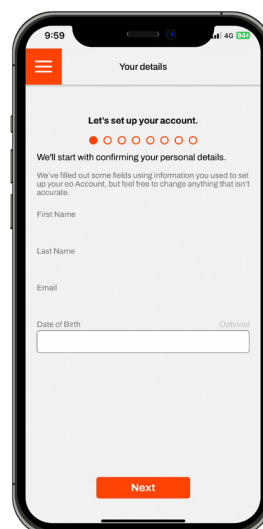 9:59
4G
Your details
Let's set up your account.
We'll start with confirming your personal details.
We've filled out some fields using information you used to set
up your eo Account, but feel free to change anything that isn't
accurate.
First Name
Last Name
Email
Date of Birth Optional
Next